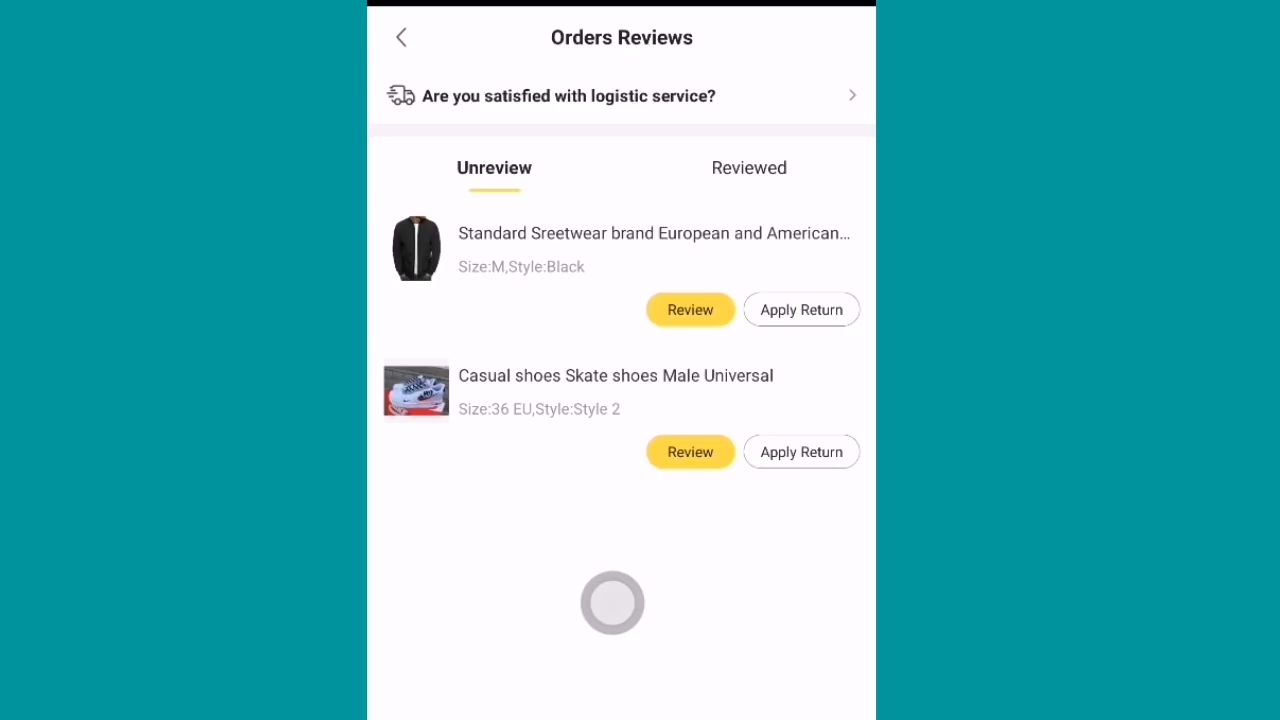 Orders Reviews
Are you satisfied with logistic service?
Unreview
Reviewed
Standard Sreetwear brand European and American...
Size:M,Style:Black
Review
Apply Return
Casual shoes Skate shoes Male Universal
Size:36 EU,Style:Style 2
Review
Apply Return